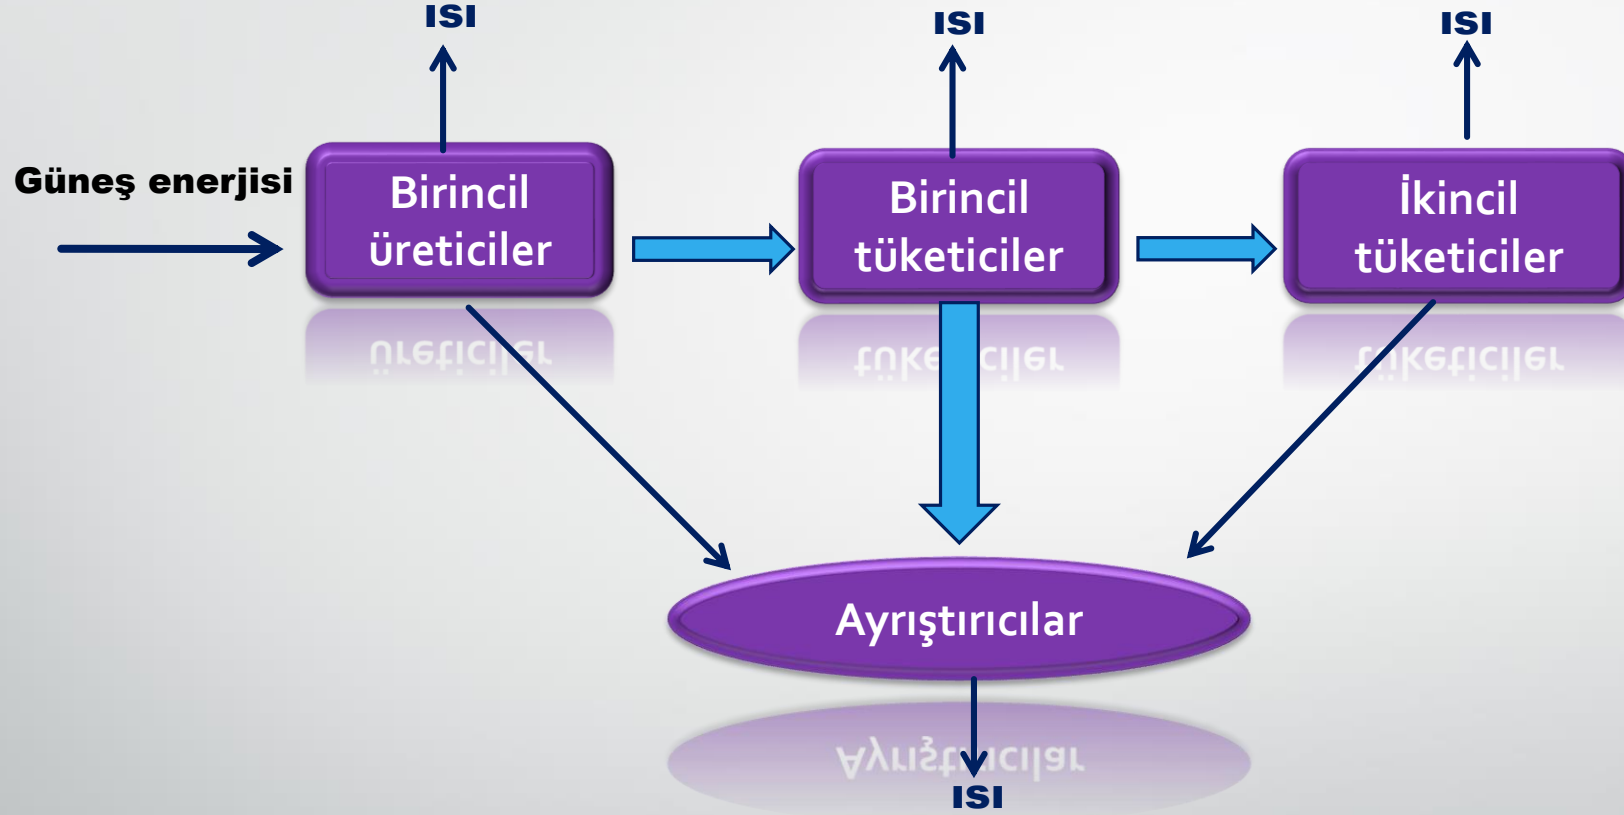 ISI
ISI
ISI
Güneş enerjisi
Birincil
üreticiler
Birincil
tüketiciler
İkincil
tüketiciler
Ayrıştırıcılar
ISI